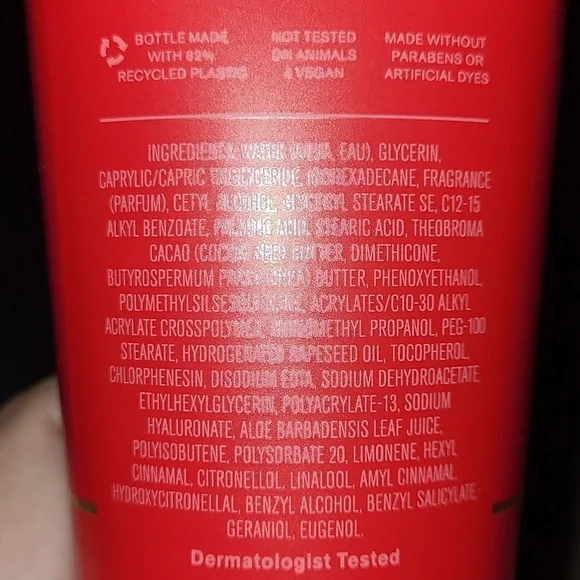 BOTTLE MADE
WITH 82%
RECYCLED PLASTIC
NOT TESTED
ON ANIMALS
& VEGAN
MADE WITHOUT
PARABENS OR
ARTIFICIAL DYES
INGREDIENTS: WATER (AQUA, EAU), GLYCERIN,
CAPRYLIC/CAPRIC TRIGLYCERIDE, ISOHEXADECANE, FRAGRANCE
(PARFUM), CETYL ALCOHOL, GLYCERYL STEARATE SE, C12-15
ALKYL BENZOATE, PALMITIC ACID, STEARIC ACID, THEOBROMA
CACAO (COCOA) SEED BUTTER, DIMETHICONE,
BUTYROSPERMUM PARKII (SHEA) BUTTER, PHENOXYETHANOL,
POLYMETHYLSILSESQUIOXANE, ACRYLATES/C10-30 ALKYL
ACRYLATE CROSSPOLYMER, AMINOMETHYL PROPANOL, PEG-100
STEARATE, HYDROGENATED RAPESEED OIL, TOCOPHEROL,
CHLORPHENESIN, DISODIUM EDTA, SODIUM DEHYDROACETATE,
ETHYLHEXYLGLYCERIN, POLYACRYLATE-13, SODIUM
HYALURONATE, ALOE BARBADENSIS LEAF JUICE,
POLYISOBUTENE, POLYSORBATE 20, LIMONENE, HEXYL
CINNAMAL, CITRONELLOL, LINALOOL, AMYL CINNAMAL,
HYDROXYCITRONELLAL, BENZYL ALCOHOL, BENZYL SALICYLATE,
GERANIOL, EUGENOL.
Dermatologist Tested